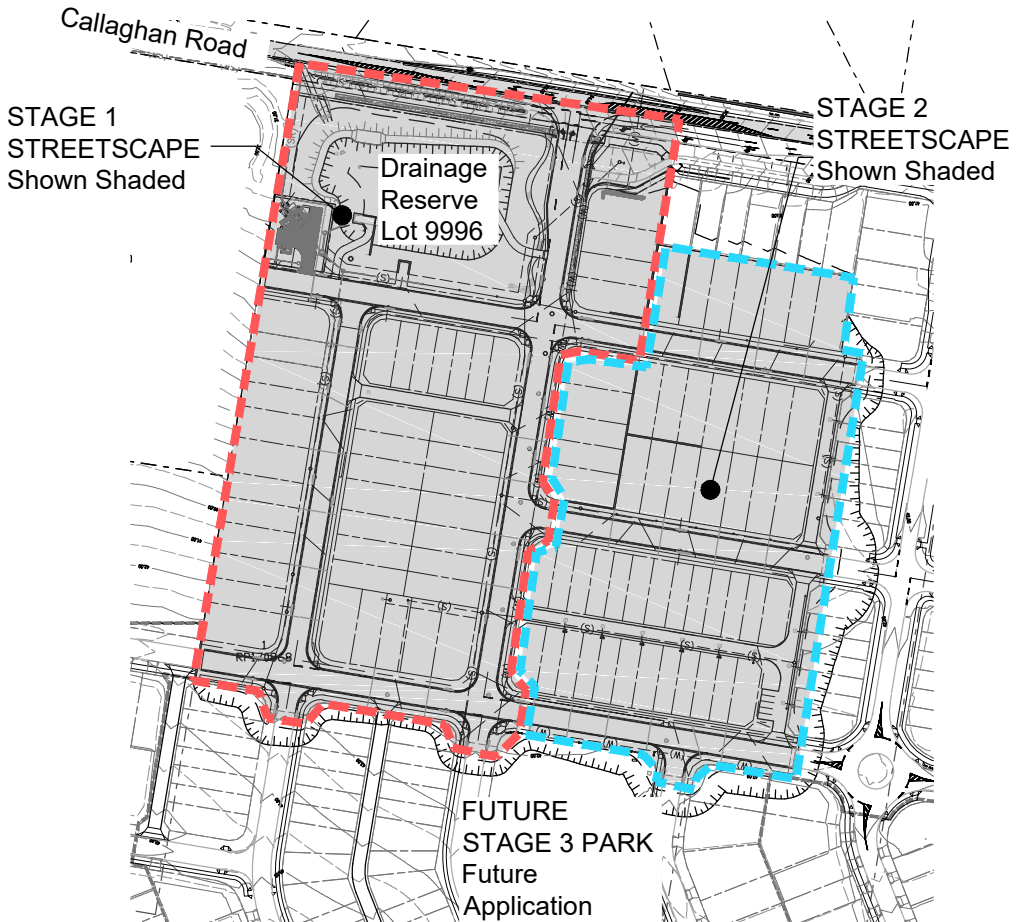 Callaghan Road
STAGE 1
STREETSCAPE
Shown Shaded
Drainage
Reserve
Lot 9996
STAGE 2
STREETSCAPE
Shown Shaded
(S)
(S)
(S)
(S)
(S)
(S)
(S)
(W)
(W)
(W)
1
FUTURE
STAGE 3 PARK
Future
Application